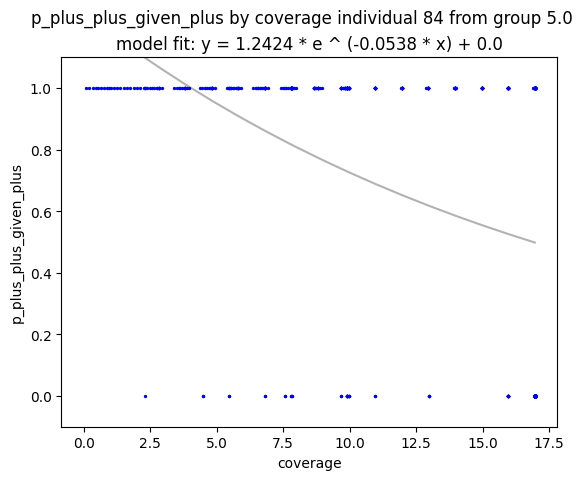 p_plus_plus_given_plus by coverage individual 84 from group 5.0
model fit: y = 1.2424 * e ^ (-0.0538 * x) + 0.0
1.0
0.8
0.6
0.4
0.2
0.0
p_plus_plus_given_plus
0.0 2.5 5.0 7.5 10.0 12.5 15.0 17.5
coverage